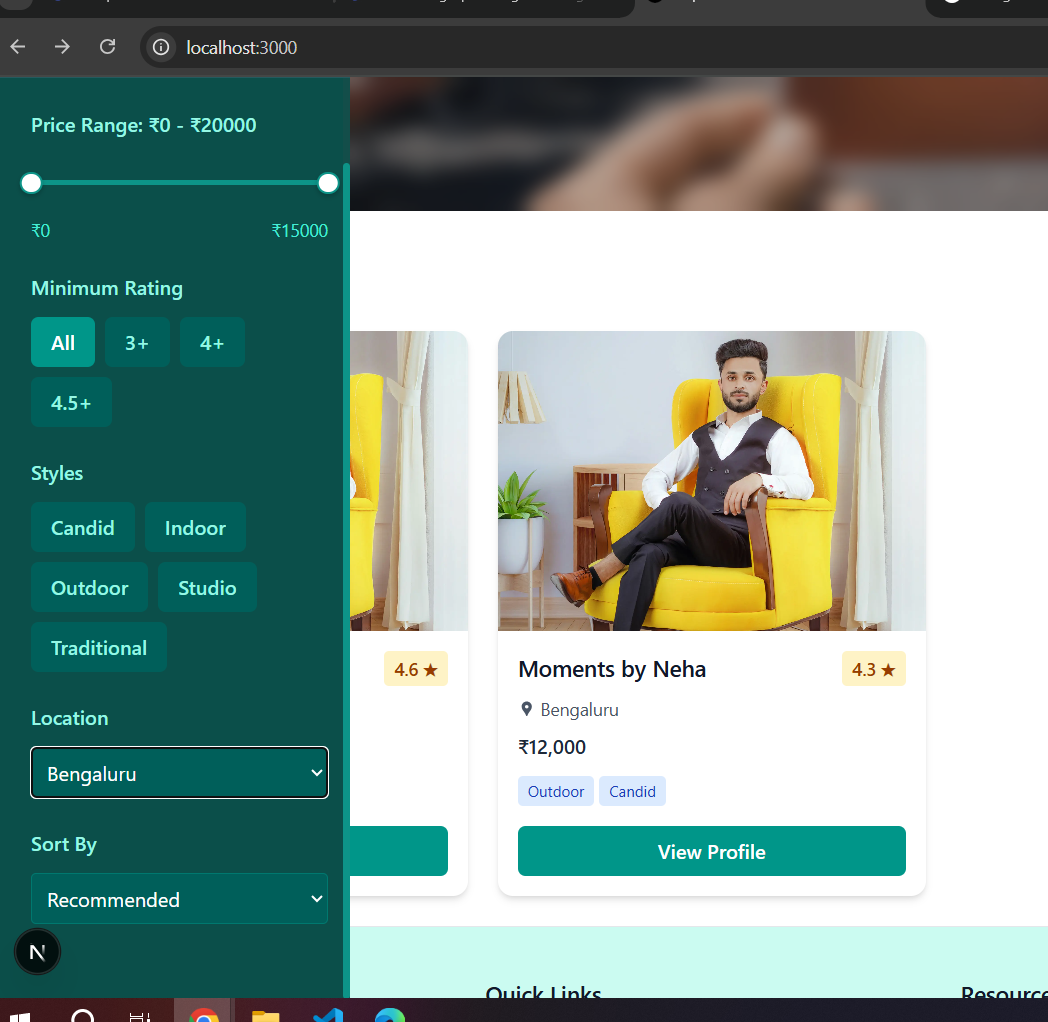 localhost:3000
Price Range: ₹0 - ₹20000
₹0 ₹15000
Minimum Rating
All 3+ 4+
4.5+
Styles
Candid Indoor
Outdoor Studio
Traditional
Location
Bengaluru
Sort By
Recommended
N
4.6 ★
Moments by Neha 4.3 ★
Bengaluru
₹12,000
Outdoor Candid
View Profile
Quick Links